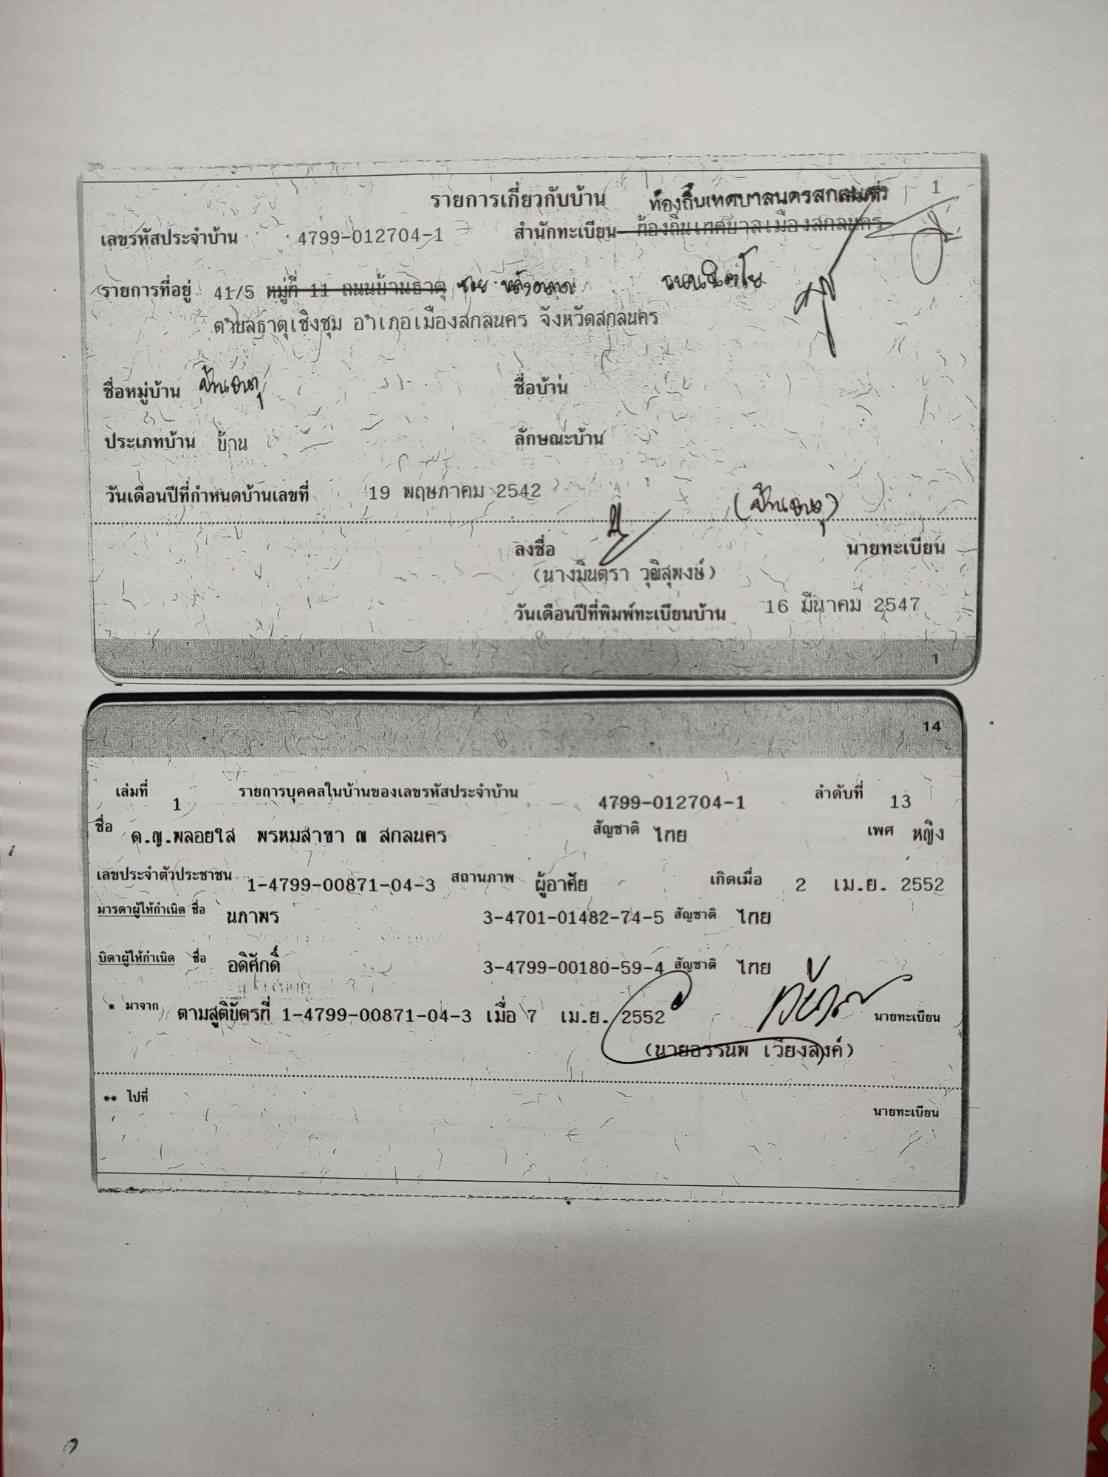 รายการเกี่ยวกับบ้าน ท้องถิ่นเทศบาลนครสกลนคร 1
เลขรหัสประจำบ้าน 4799-012704-1 สำนักทะเบียน ท้องถิ่นเทศบาลเมืองสกลนคร
รายการที่อยู่ 41/5 หมู่ที่ 11 ถนนบ้านธาตุ ซอย ถนนใสใโย
ตำบลธาตุเชิงชุม อำเภอเมืองสกลนคร จังหวัดสกลนคร
ชื่อหมู่บ้าน ชื่อบ้าน
ประเภทบ้าน บ้าน ลักษณะบ้าน
วันเดือนปีที่กำหนดบ้านเลขที่ 19 พฤษภาคม 2542
ลงชื่อ นายทะเบียน
(นางมินตรา วุฒิสุพงษ์)
วันเดือนปีที่พิมพ์ทะเบียนบ้าน 16 มีนาคม 2547
1
14
เล่มที่ 1 รายการบุคคลในบ้านของเลขรหัสประจำบ้าน 4799-012704-1 ลำดับที่ 13
ชื่อ ด.ญ.พลอยใส พรหมสาขา ณ สกลนคร สัญชาติ ไทย เพศ หญิง
เลขประจำตัวประชาชน 1-4799-00871-04-3 สถานภาพ ผู้อาศัย เกิดเมื่อ 2 เม.ย. 2552
มารดาผู้ให้กำเนิด ชื่อ นภาพร 3-4701-01482-74-5 สัญชาติ ไทย
บิดาผู้ให้กำเนิด ชื่อ อดิศักดิ์ 3-4799-00180-59-4 สัญชาติ ไทย
* มาจาก ตามสูติบัตรที่ 1-4799-00871-04-3 เมื่อ 7 เม.ย. 2552 นายทะเบียน
(นายอรรนพ เวียงสงค์)
** ไปที่
นายทะเบียน